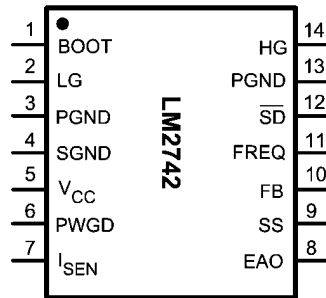 1 BOOT HG 14
2 LG PGND 13
3 PGND SD 12
4 SGND FREQ 11
5 VCC FB 10
6 PWGD SS 9
7 ISEN EAO 8
LM2742